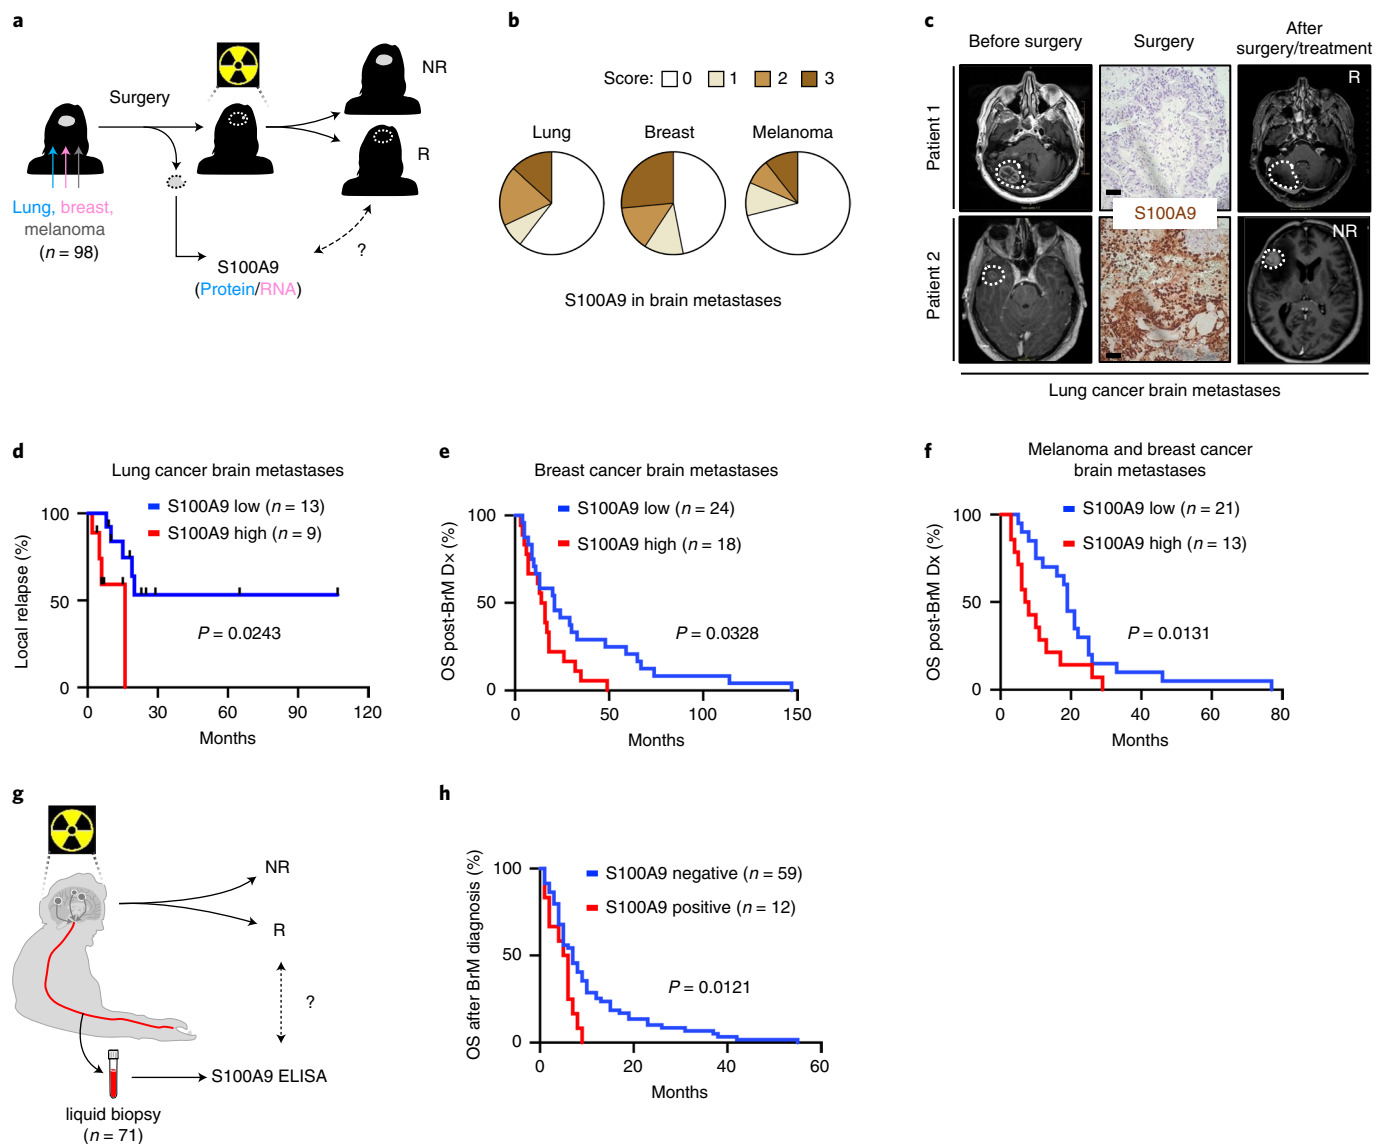 a
Surgery
NR
R
Lung, breast,
melanoma
(n = 98)
S100A9
(Protein/RNA)
?
b
Score: 0 1 2 3
Lung
Breast
Melanoma
S100A9 in brain metastases
c
Before surgery
Surgery
After
surgery/treatment
Patient 1
R
S100A9
Patient 2
NR
Lung cancer brain metastases
d
Lung cancer brain metastases
S100A9 low (n = 13)
S100A9 high (n = 9)
P = 0.0243
Local relapse (%)
100
50
0
0 30 60 90 120
Months
e
Breast cancer brain metastases
S100A9 low (n = 24)
S100A9 high (n = 18)
P = 0.0328
OS post-BrM Dx (%)
100
50
0
0 50 100 150
Months
f
Melanoma and breast cancer
brain metastases
S100A9 low (n = 21)
S100A9 high (n = 13)
P = 0.0131
OS post-BrM Dx (%)
100
50
0
0 20 40 60 80
Months
g
NR
R
?
S100A9 ELISA
liquid biopsy
(n = 71)
h
S100A9 negative (n = 59)
S100A9 positive (n = 12)
P = 0.0121
OS after BrM diagnosis (%)
100
50
0
0 20 40 60
Months